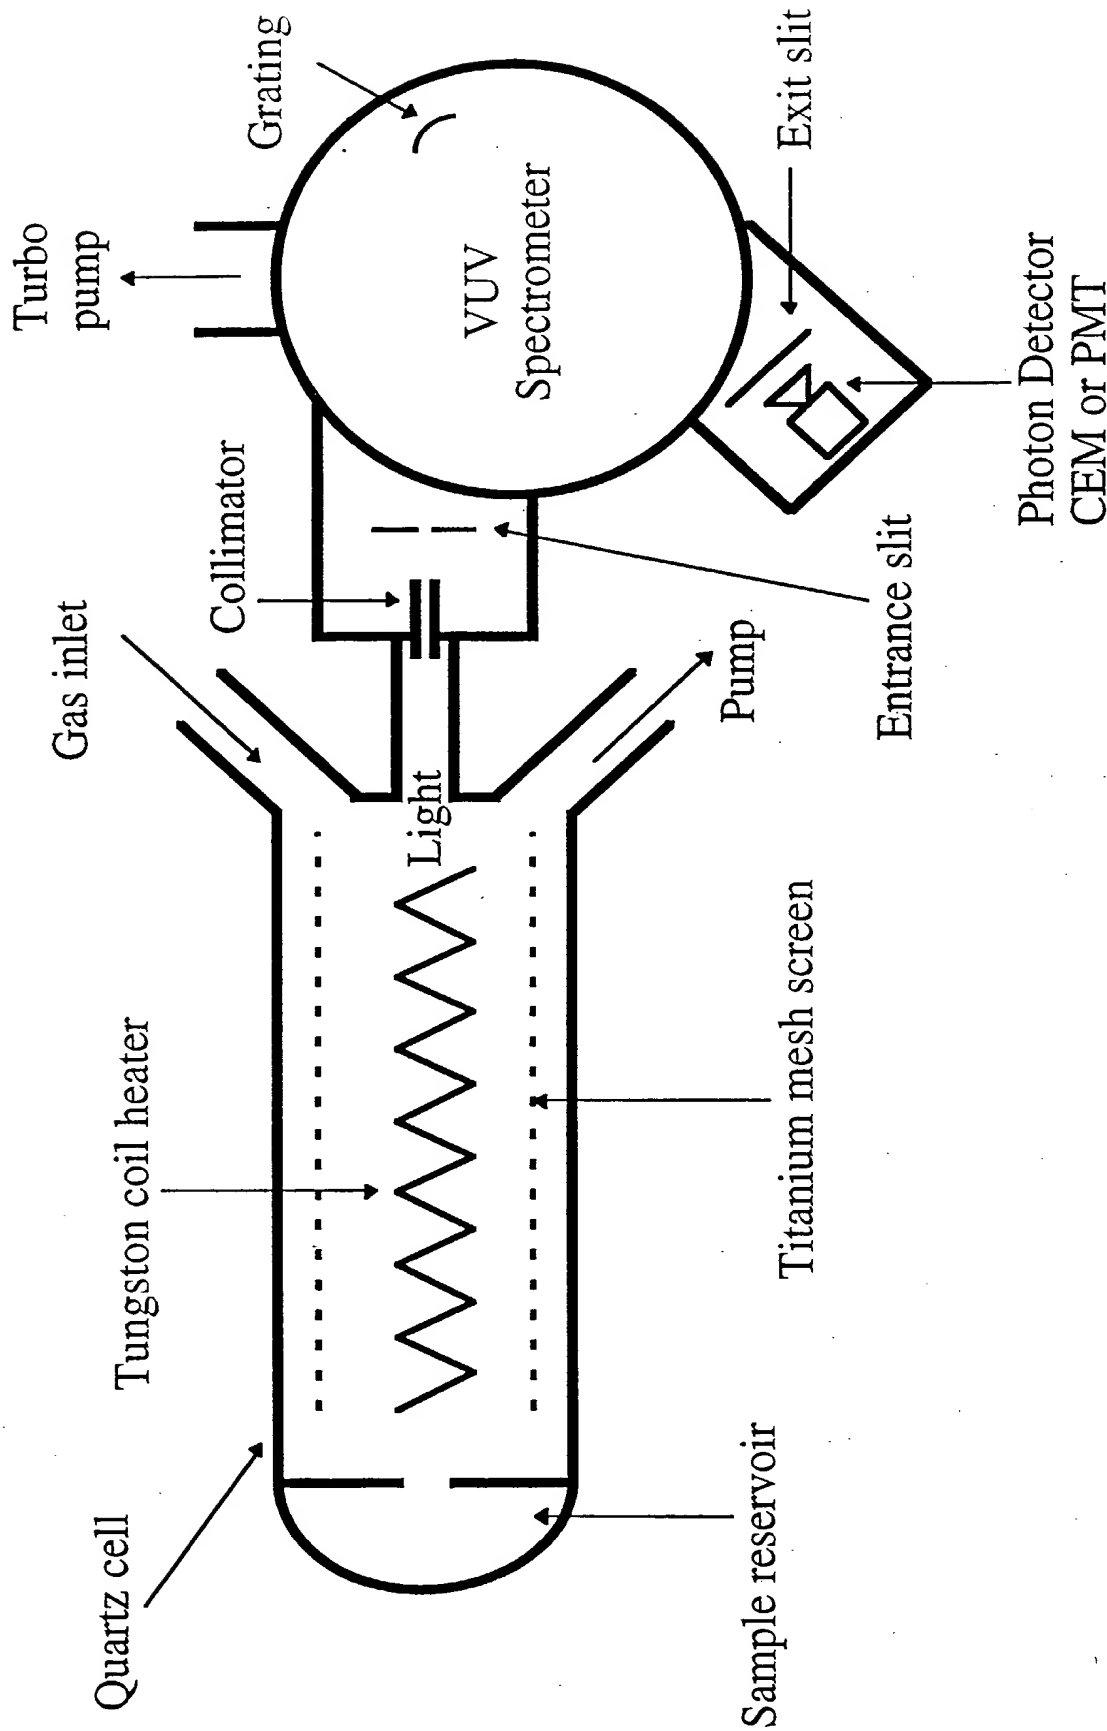 Turbo
pump
Grating
Gas inlet
Collimator
Tungston coil heater
Quartz cell
Light
VUV
Spectrometer
Exit slit
Pump
Entrance slit
Titanium mesh screen
Sample reservoir
Photon Detector
CEM or PMT